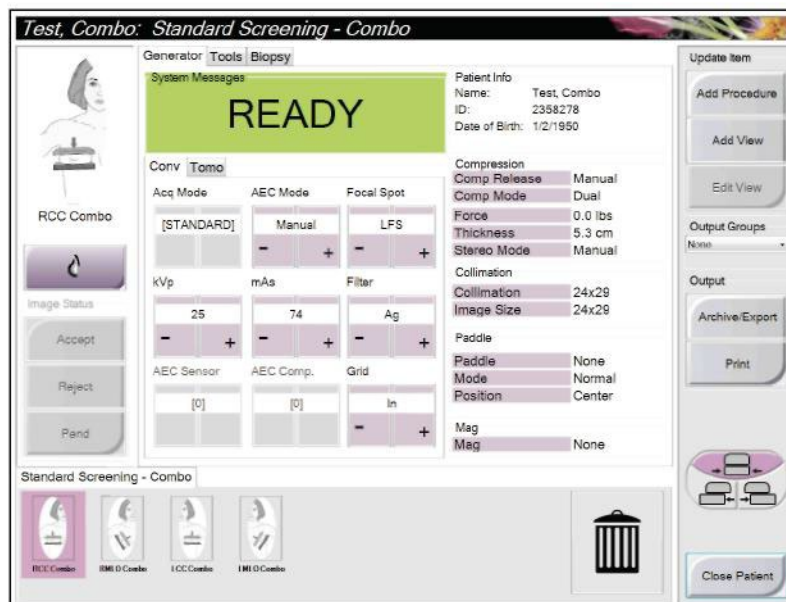 Test, Combo: Standard Screening - Combo
Generator Tools Biopsy
System Messages
READY
Patient Info
Name: Test, Combo
ID: 2358278
Date of Birth: 1/2/1950
RCC Combo
Image Status
Accept
Reject
Pend
Conv Tomo
Acq Mode AEC Mode Focal Spot
[STANDARD] Manual LFS
- + - +
kVp mAs Filter
25 74 Ag
- + - + - +
AEC Sensor AEC Comp. Grid
[0] [0] In
- +
Compression
Comp Release Manual
Comp Mode Dual
Force 0.0 lbs
Thickness 5.3 cm
Stereo Mode Manual
Collimation
Collimation 24x29
Image Size 24x29
Paddle
Paddle None
Mode Normal
Position Center
Mag
Mag None
Update Item
Add Procedure
Add View
Edit View
Output Groups
None
Output
Archive/Export
Print
Close Patient
Standard Screening - Combo
RCC Combo RMLO Combo LCC Combo LMLO Combo